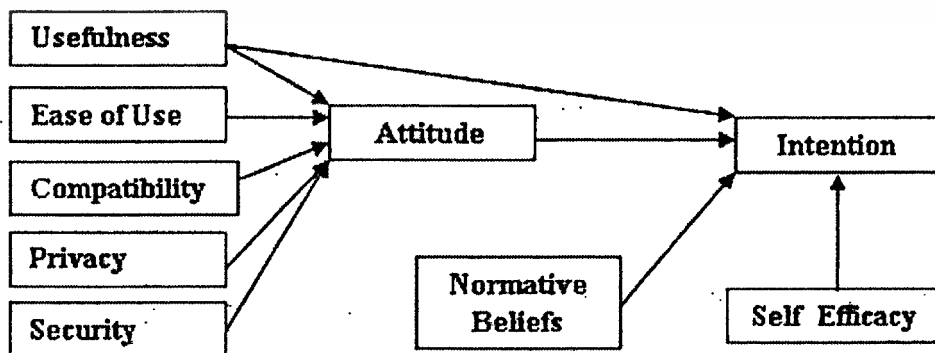 Usefulness
Ease of Use
Attitude
Intention
Compatibility
Privacy
Normative
Beliefs
Security
Self Efficacy